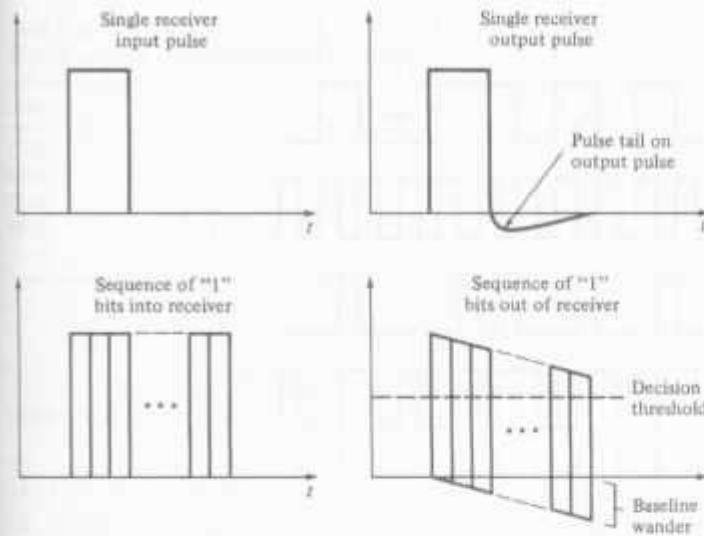 Single receiver
input pulse
t
Single receiver
output pulse
Pulse tail on
output pulse
t
Sequence of "1"
bits into receiver
t
Sequence of "1"
bits out of receiver
Decision
threshold
Baseline
wander